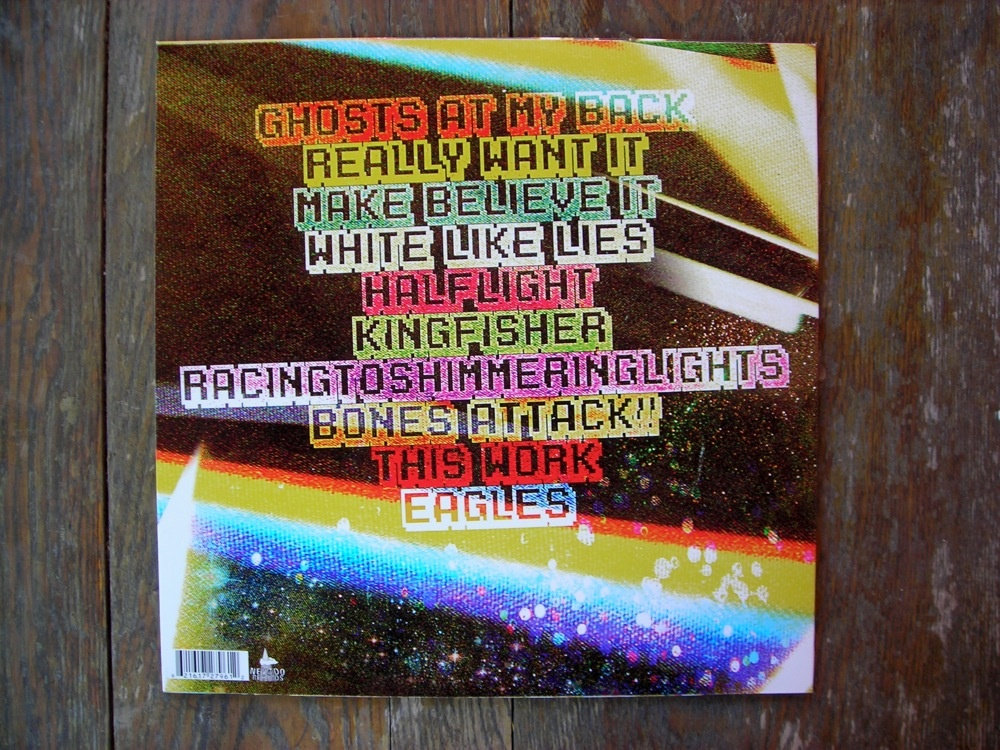 GHOSTS AT MY BACK
REALLY WANT IT
MAKE BELIEVE IT
WHITE LIKE LIES
HALFLIGHT
KINGFISHER
RACINGTOSHIMMERINGLIGHTS
BONES ATTACK!!
THIS WORK
EAGLES
RECORDS